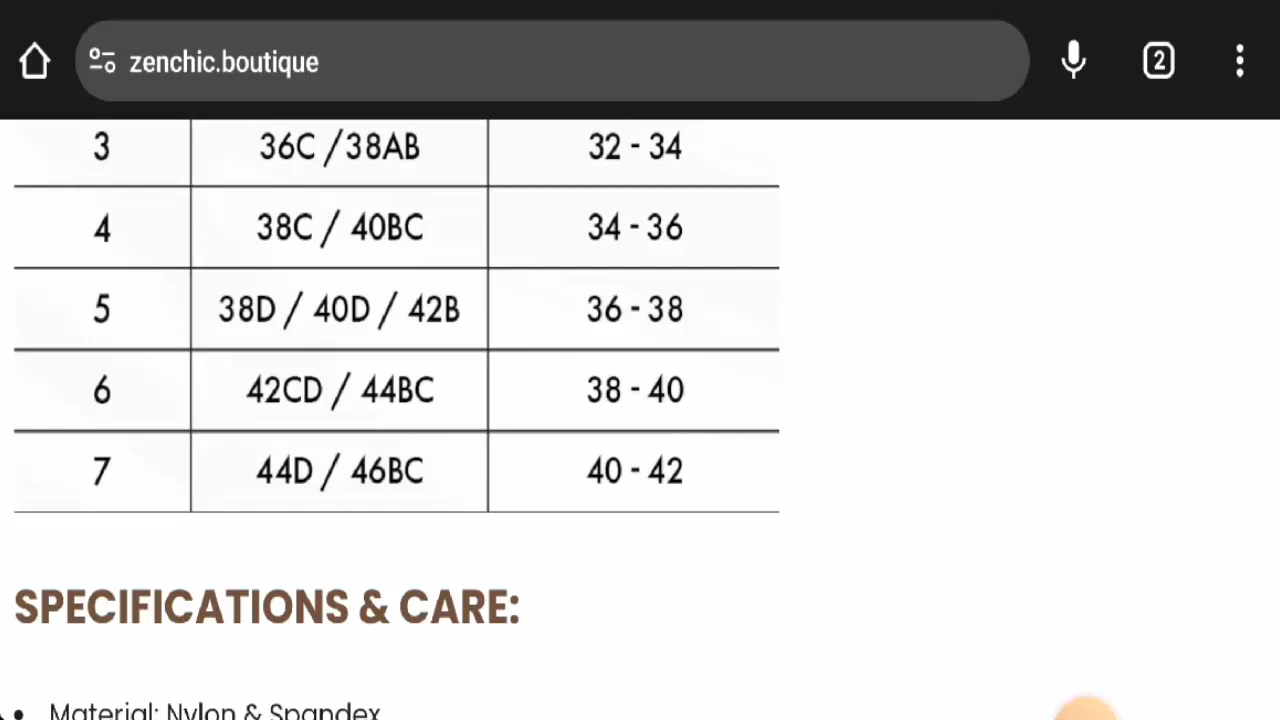 zenchic.boutique
2
3 36C /38AB 32 - 34
4 38C / 40BC 34 - 36
5 38D / 40D / 42B 36 - 38
6 42CD / 44BC 38 - 40
7 44D / 46BC 40 - 42
SPECIFICATIONS & CARE:
• Material: Nylon & Spandex